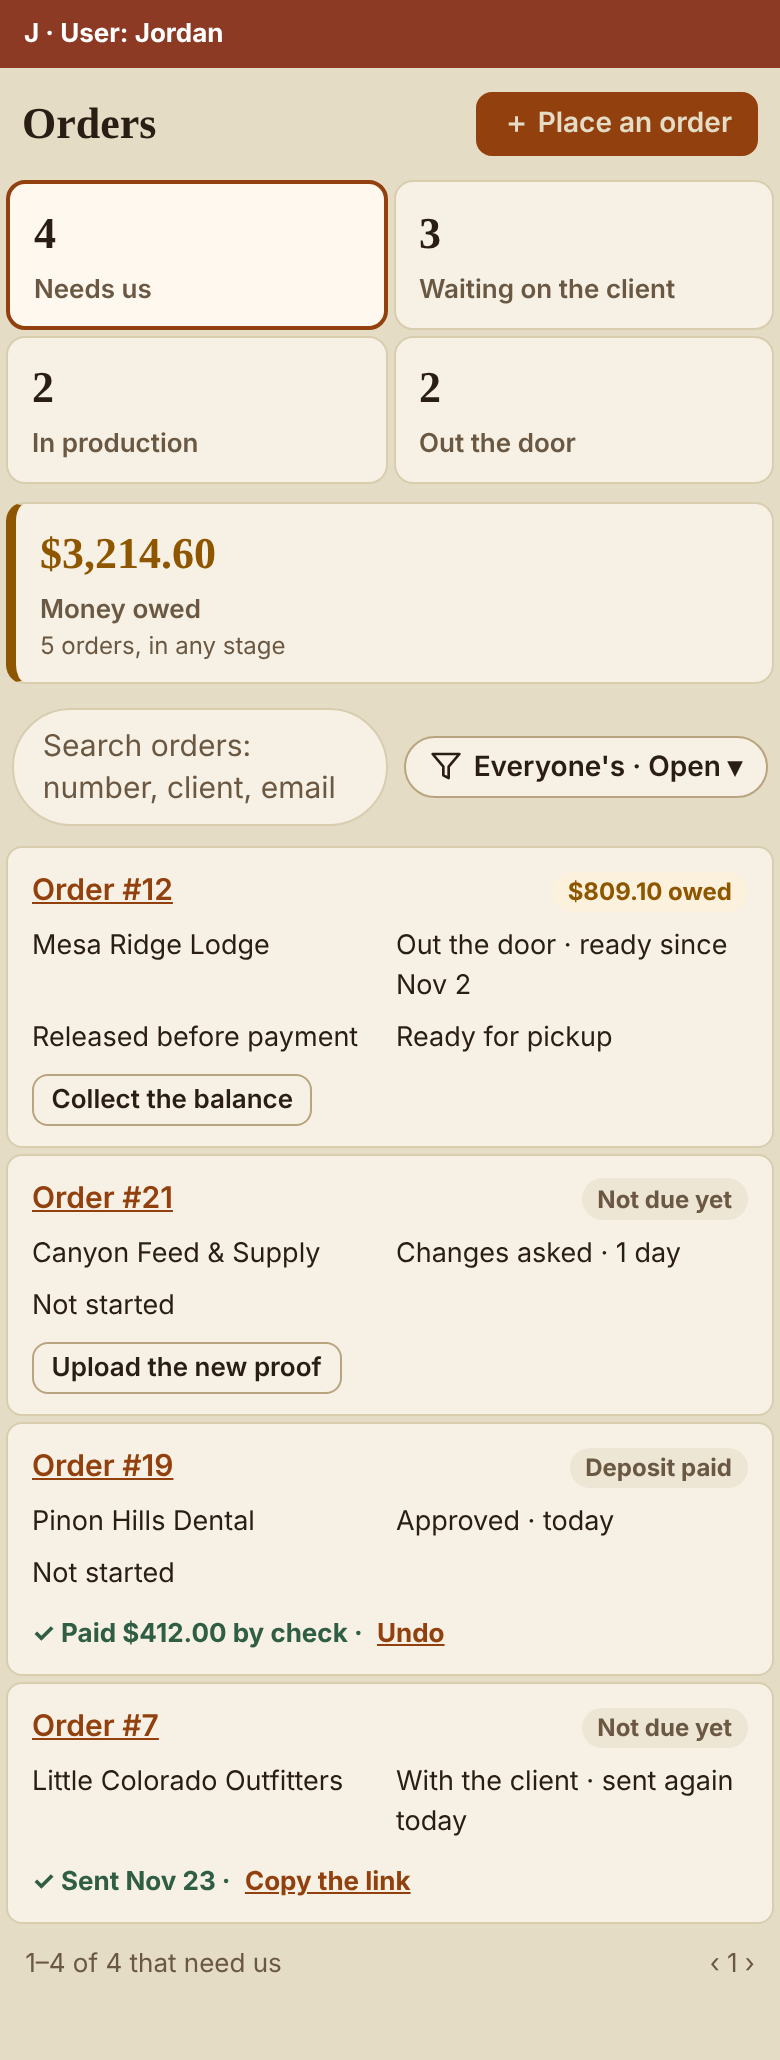 J · User: Jordan
Orders
+ Place an order
4
Needs us
3
Waiting on the client
2
In production
2
Out the door
$3,214.60
Money owed
5 orders, in any stage
Search orders:
number, client, email
Everyone's · Open ▾
Order #12
$809.10 owed
Mesa Ridge Lodge
Out the door · ready since
Nov 2
Released before payment
Ready for pickup
Collect the balance
Order #21
Not due yet
Canyon Feed & Supply
Changes asked · 1 day
Not started
Upload the new proof
Order #19
Deposit paid
Pinon Hills Dental
Approved · today
Not started
✓ Paid $412.00 by check · Undo
Order #7
Not due yet
Little Colorado Outfitters
With the client · sent again
today
✓ Sent Nov 23 · Copy the link
1–4 of 4 that need us
‹ 1 ›